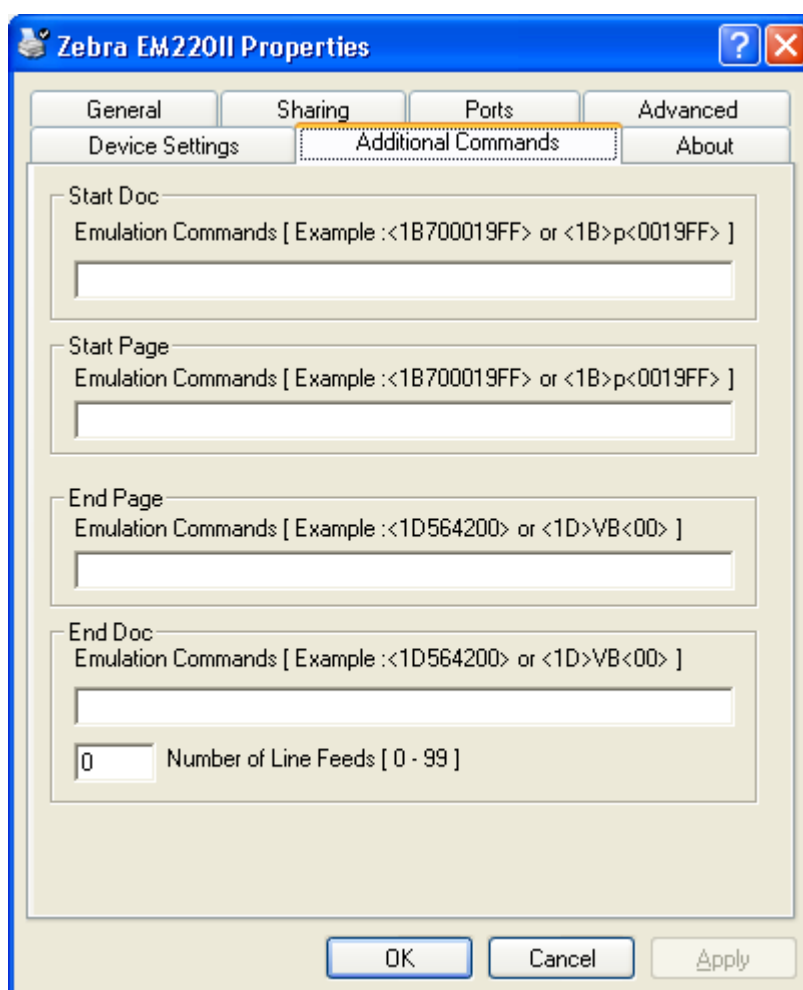 Zebra EM220II Properties
General Sharing Ports Advanced
Device Settings Additional Commands About
Start Doc
Emulation Commands [ Example :<1B700019FF> or <1B>p<0019FF> ]
Start Page
Emulation Commands [ Example :<1B700019FF> or <1B>p<0019FF> ]
End Page
Emulation Commands [ Example :<1D564200> or <1D>VB<00> ]
End Doc
Emulation Commands [ Example :<1D564200> or <1D>VB<00> ]
0 Number of Line Feeds [ 0 - 99 ]
OK Cancel Apply